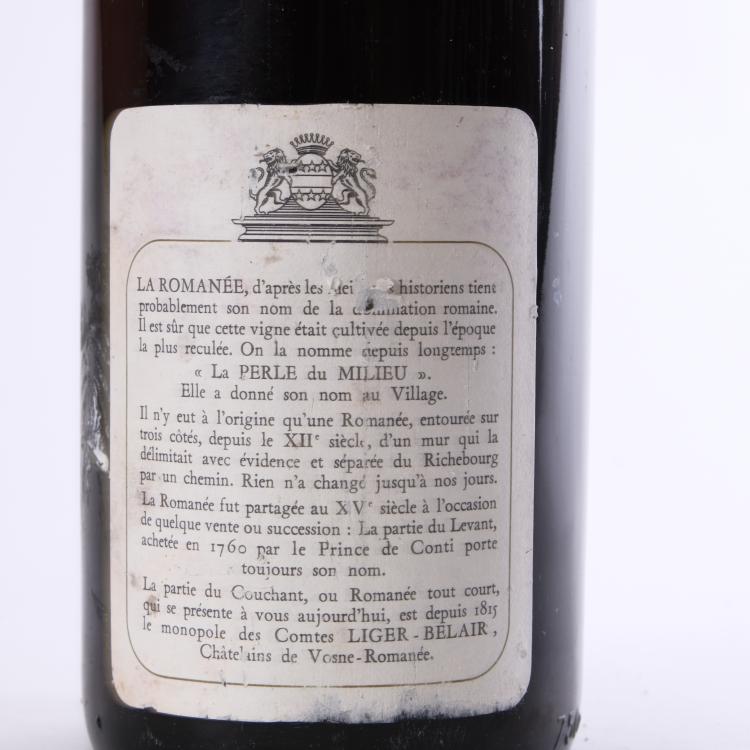 LA ROMANÉE, d'après les historiens tient
probablement son nom de la domination romaine.
Il est sûr que cette vigne était cultivée depuis l'époque
la plus reculée. On la nomme depuis longtemps :
« La PERLE du MILIEU ».
Elle a donné son nom au Village.
Il n'y eut à l'origine qu'une Romanée, entourée sur
trois côtés, depuis le XIIe siècle, d'un mur qui la
délimitait avec évidence et séparée du Richebourg
par un chemin. Rien n'a changé jusqu'à nos jours.
La Romanée fut partagée au XVe siècle à l'occasion
de quelque vente ou succession : La partie du Levant,
achetée en 1760 par le Prince de Conti porte
toujours son nom.
La partie du Couchant, ou Romanée tout court,
qui se présente à vous aujourd'hui, est depuis 1815
le monopole des Comtes LIGER-BELAIR,
Châtelains de Vosne-Romanée.